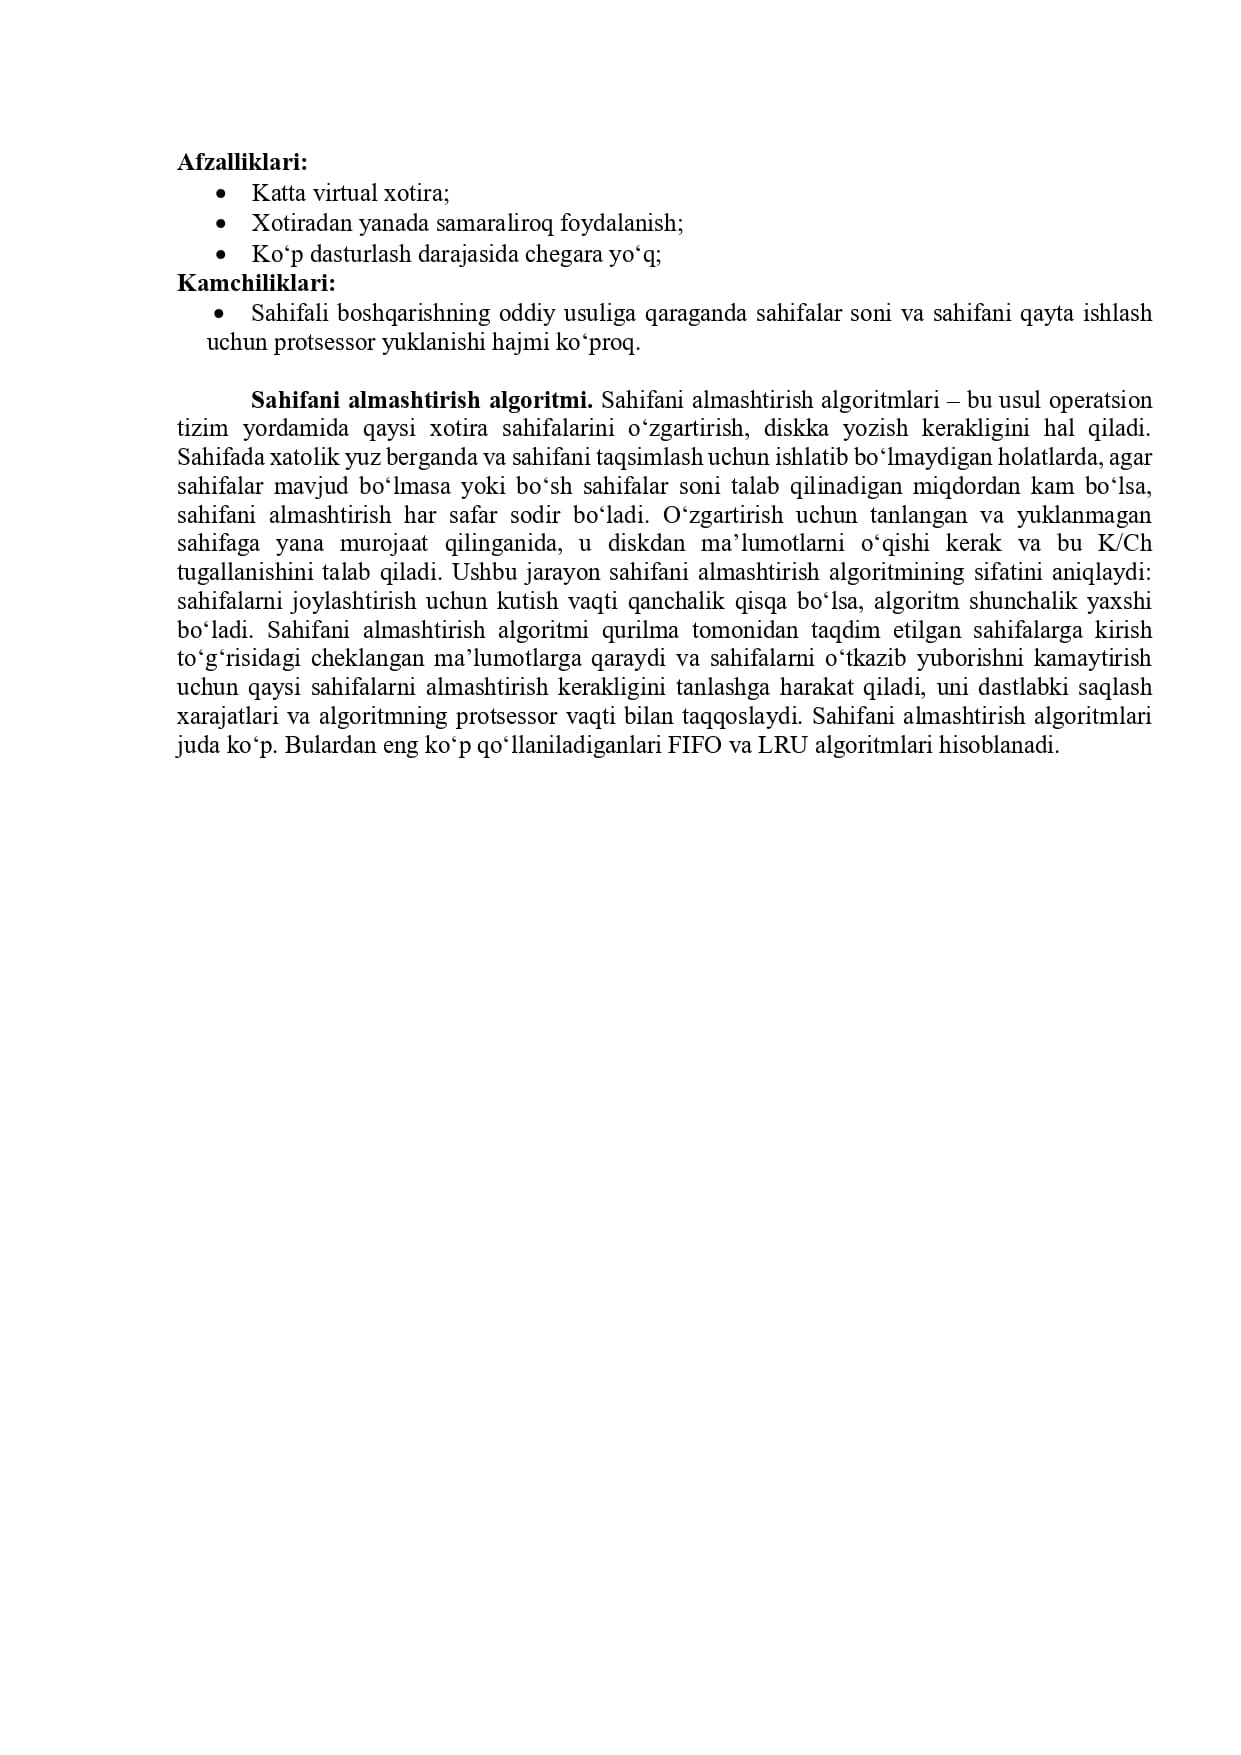 Afzalliklari:
• Katta virtual xotira;
• Xotiradan yanada samaraliroq foydalanish;
• Ko‘p dasturlash darajasida chegara yo‘q;
Kamchiliklari:
• Sahifali boshqarishning oddiy usuliga qaraganda sahifalar soni va sahifani qayta ishlash
uchun protsessor yuklanishi hajmi ko‘proq.
Sahifani almashtirish algoritmi. Sahifani almashtirish algoritmlari – bu usul operatsion
tizim yordamida qaysi xotira sahifalarini o‘zgartirish, diskka yozish kerakligini hal qiladi.
Sahifada xatolik yuz berganda va sahifani taqsimlash uchun ishlatib bo‘lmaydigan holatlarda, agar
sahifalar mavjud bo‘lmasa yoki bo‘sh sahifalar soni talab qilinadigan miqdordan kam bo‘lsa,
sahifani almashtirish har safar sodir bo‘ladi. O‘zgartirish uchun tanlangan va yuklanmagan
sahifaga yana murojaat qilinganida, u diskdan ma’lumotlarni o‘qishi kerak va bu K/Ch
tugallanishini talab qiladi. Ushbu jarayon sahifani almashtirish algoritmining sifatini aniqlaydi:
sahifalarni joylashtirish uchun kutish vaqti qanchalik qisqa bo‘lsa, algoritm shunchalik yaxshi
bo‘ladi. Sahifani almashtirish algoritmi qurilma tomonidan taqdim etilgan sahifalarga kirish
to‘g‘risidagi cheklangan ma’lumotlarga qaraydi va sahifalarni o‘tkazib yuborishni kamaytirish
uchun qaysi sahifalarni almashtirish kerakligini tanlashga harakat qiladi, uni dastlabki saqlash
xarajatlari va algoritmning protsessor vaqti bilan taqqoslaydi. Sahifani almashtirish algoritmlari
juda ko‘p. Bulardan eng ko‘p qo‘llaniladiganlari FIFO va LRU algoritmlari hisoblanadi.